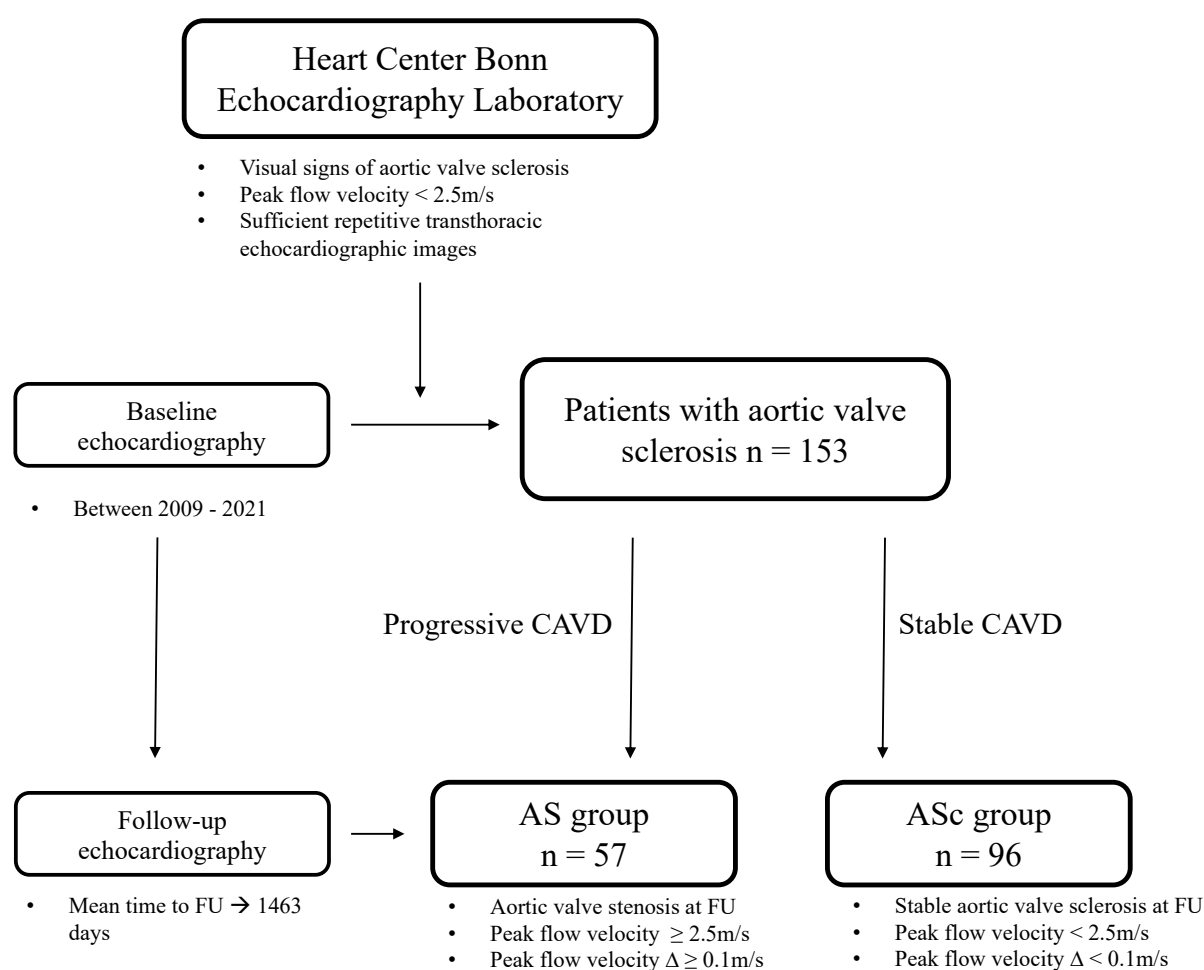 Heart Center Bonn
Echocardiography Laboratory
• Visual signs of aortic valve sclerosis
• Peak flow velocity < 2.5m/s
• Sufficient repetitive transthoracic
echocardiographic images
Baseline
echocardiography
• Between 2009 - 2021
Patients with aortic valve
sclerosis n = 153
Progressive CAVD
Stable CAVD
Follow-up
echocardiography
• Mean time to FU → 1463
days
AS group
n = 57
• Aortic valve stenosis at FU
• Peak flow velocity ≥ 2.5m/s
• Peak flow velocity Δ ≥ 0.1m/s
ASc group
n = 96
• Stable aortic valve sclerosis at FU
• Peak flow velocity < 2.5m/s
• Peak flow velocity Δ < 0.1m/s